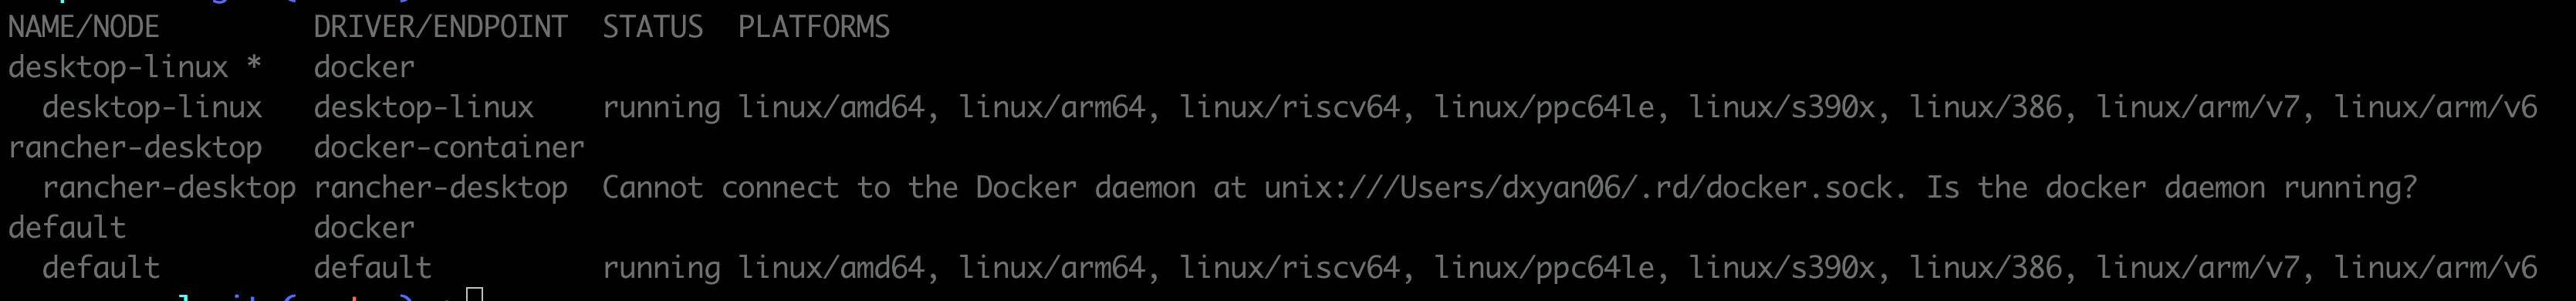 NAME/NODE DRIVER/ENDPOINT STATUS PLATFORMS
desktop-linux * docker
desktop-linux desktop-linux running linux/amd64, linux/arm64, linux/riscv64, linux/ppc64le, linux/s390x, linux/386, linux/arm/v7, linux/arm/v6
rancher-desktop docker-container
rancher-desktop rancher-desktop Cannot connect to the Docker daemon at unix:///Users/dxyan06/.rd/docker.sock. Is the docker daemon running?
default docker
default default running linux/amd64, linux/arm64, linux/riscv64, linux/ppc64le, linux/s390x, linux/386, linux/arm/v7, linux/arm/v6